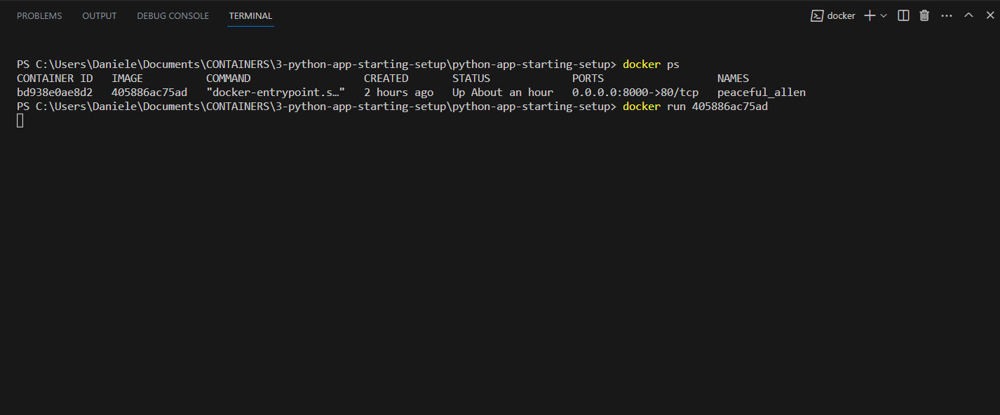 PROBLEMS OUTPUT DEBUG CONSOLE TERMINAL docker
PS C:\Users\Daniele\Documents\CONTAINERS\3-python-app-starting-setup\python-app-starting-setup> docker ps
CONTAINER ID IMAGE COMMAND CREATED STATUS PORTS NAMES
bd938e0ae8d2 405886ac75ad "docker-entrypoint.s…" 2 hours ago Up About an hour 0.0.0.0:8000->80/tcp peaceful_allen
PS C:\Users\Daniele\Documents\CONTAINERS\3-python-app-starting-setup\python-app-starting-setup> docker run 405886ac75ad